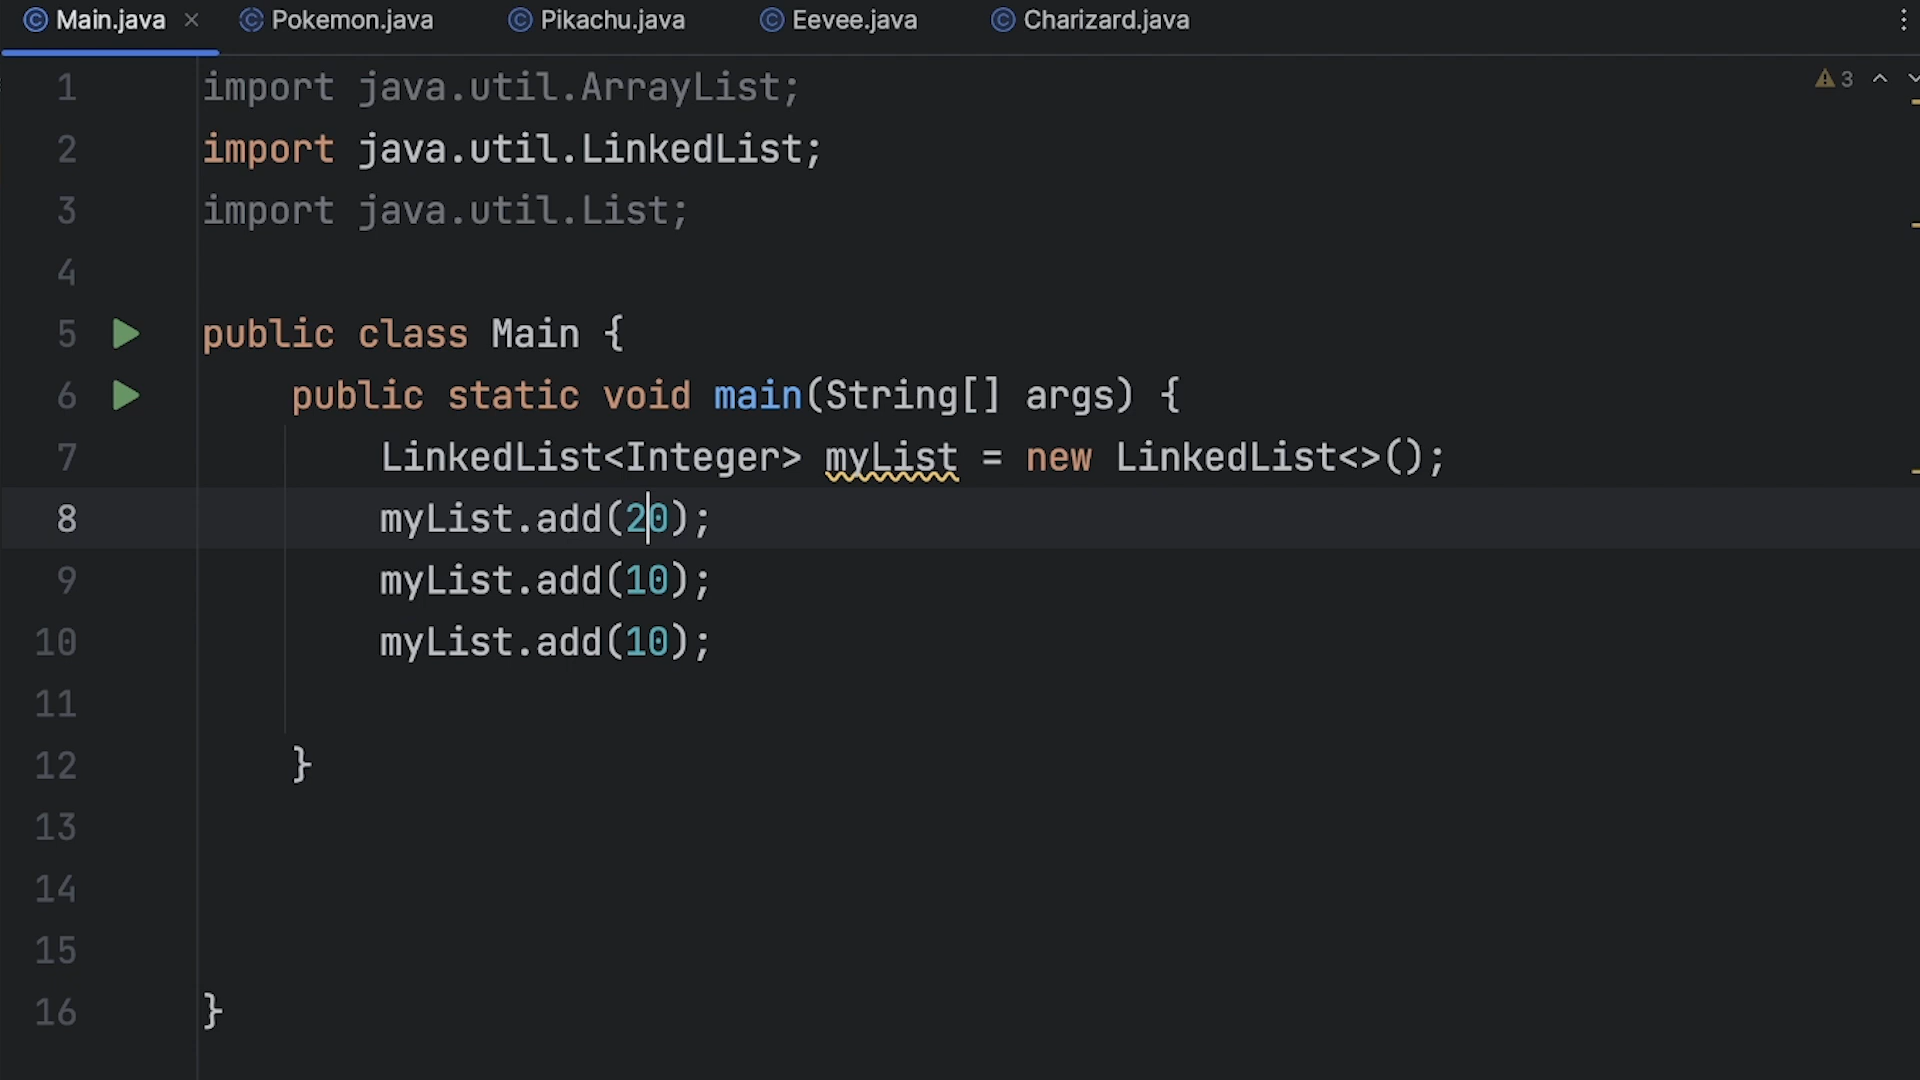 Main.java Pokemon.java Pikachu.java Eevee.java Charizard.java
3
1 import java.util.ArrayList;
2 import java.util.LinkedList;
3 import java.util.List;
4
5 public class Main {
6 public static void main(String[] args) {
7 LinkedList<Integer> myList = new LinkedList<>();
8 myList.add(20);
9 myList.add(10);
10 myList.add(10);
11
12 }
13
14
15
16 }